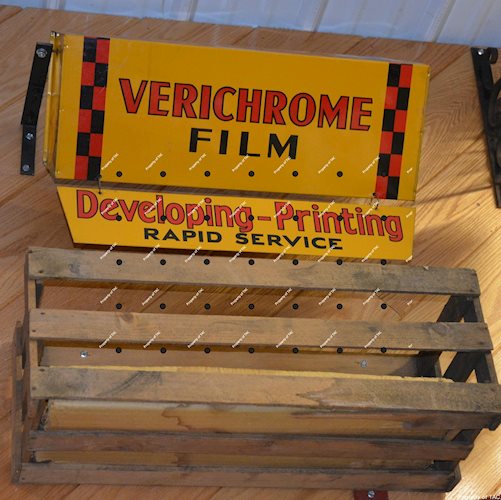 VERICHROME
FILM
Developing-Printing
RAPID SERVICE